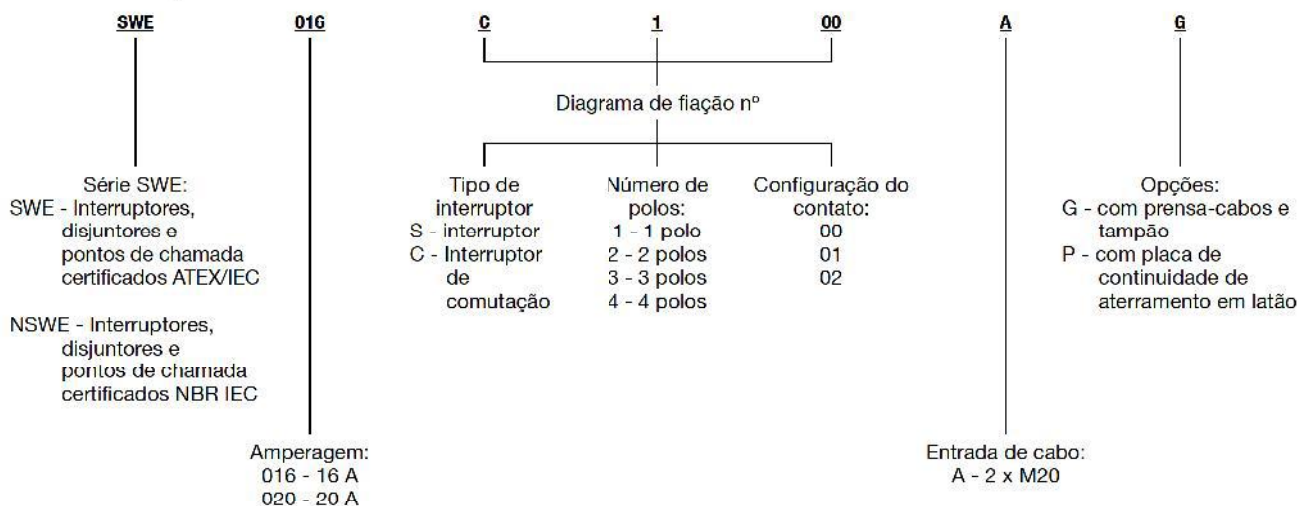 SWE 016 C 1 00 A G
Diagrama de fiação nº
Série SWE:
SWE - Interruptores,
disjuntores e
pontos de chamada
certificados ATEX/IEC
NSWE - Interruptores,
disjuntores e
pontos de chamada
certificados NBR IEC
Amperagem:
016 - 16 A
020 - 20 A
Tipo de
interruptor
S - interruptor
C - Interruptor
de
comutação
Número de
polos:
1 - 1 polo
2 - 2 polos
3 - 3 polos
4 - 4 polos
Configuração do
contato:
00
01
02
Entrada de cabo:
A - 2 x M20
Opções:
G - com prensa-cabos e
tampão
P - com placa de
continuidade de
aterramento em latão